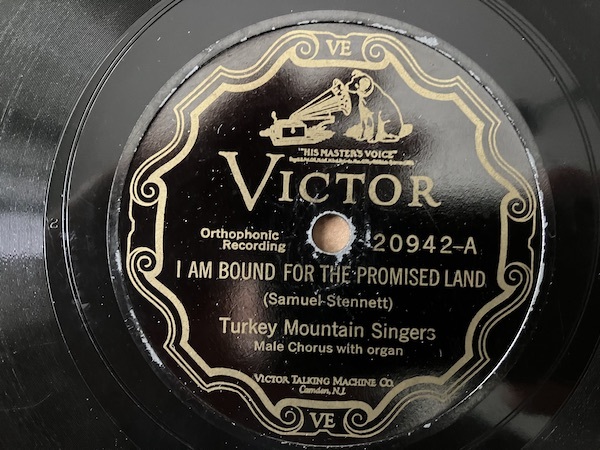 VE
"HIS MASTER'S VOICE"
VICTOR
Orthophonic
Recording
20942-A
I AM BOUND FOR THE PROMISED LAND
(Samuel Stennett)
Turkey Mountain Singers
Male Chorus with organ
VICTOR TALKING MACHINE CO.
Camden, N.J.
VE
2